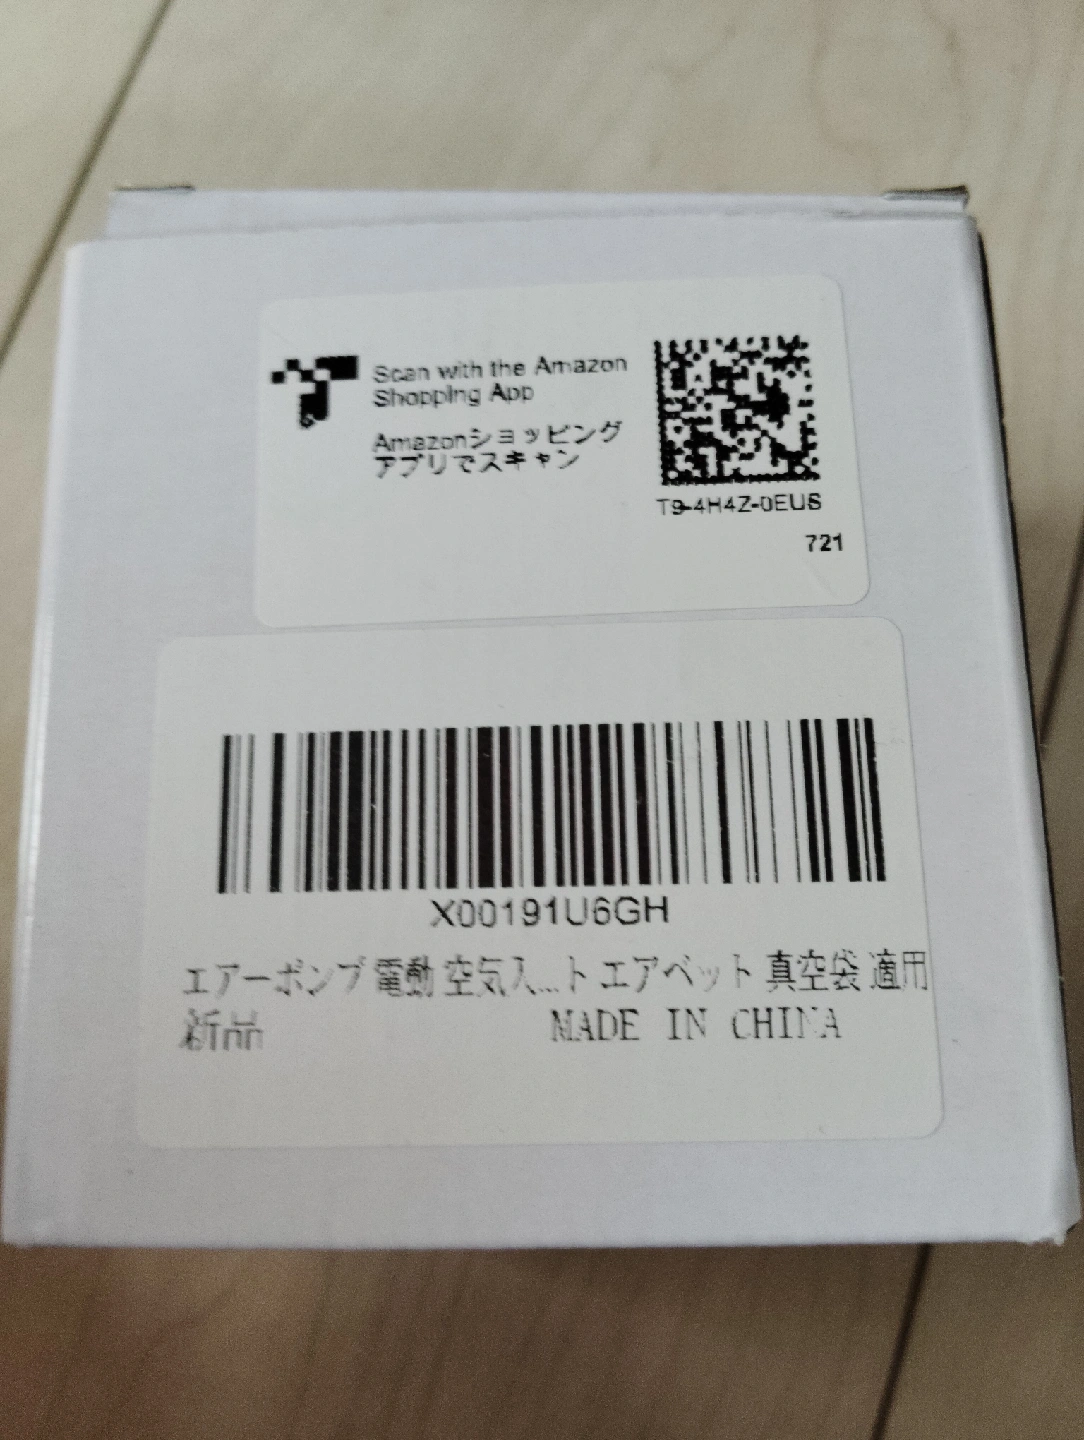 Scan with the Amazon
Shopping App
Amazonショッピング
アプリでスキャン
T9-4H4Z-0EUS
721
X00191U6GH
エアーポンプ 電動 空気入...ト エアベット 真空袋 適用
新品 MADE IN CHINA